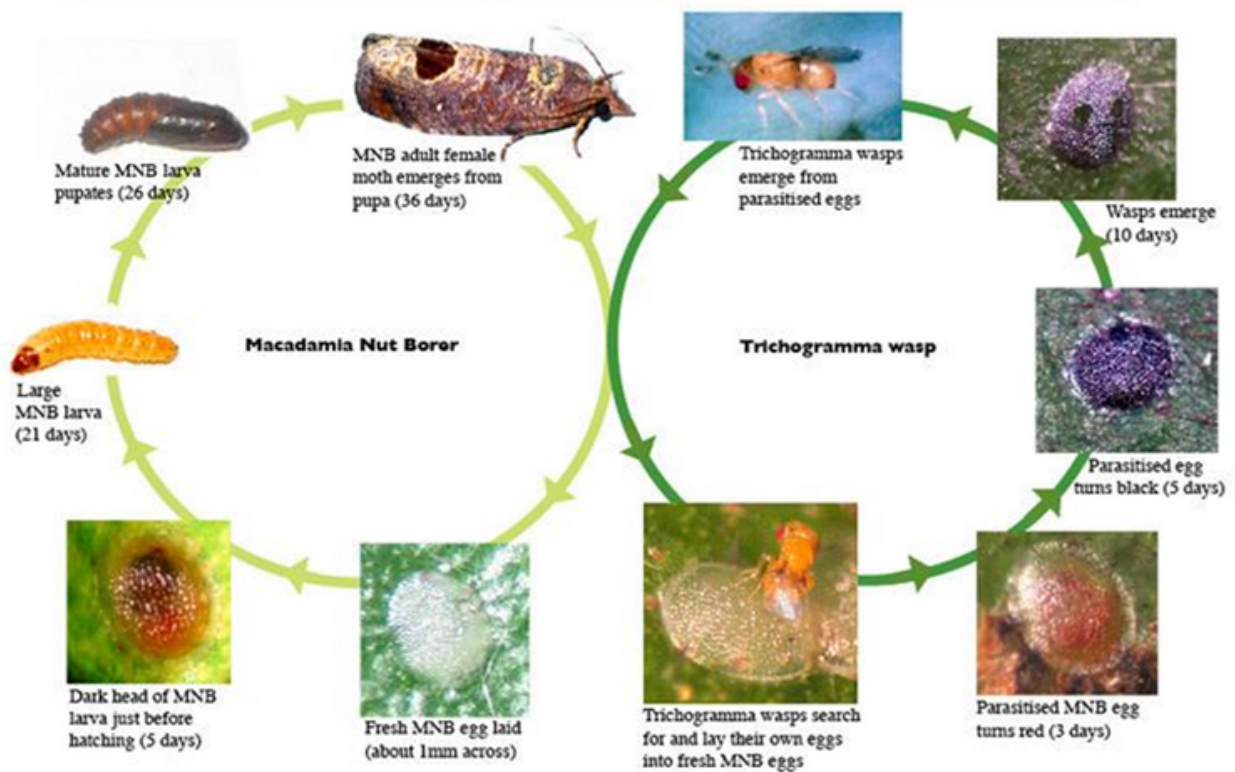 Mature MNB larva
pupates (26 days)
MNB adult female
moth emerges from
pupa (36 days)
Trichogramma wasps
emerge from
parasitised eggs
Wasps emerge
(10 days)
Large
MNB larva
(21 days)
Macadamia Nut Borer
Trichogramma wasp
Parasitised egg
turns black (5 days)
Dark head of MNB
larva just before
hatching (5 days)
Fresh MNB egg laid
(about 1mm across)
Trichogramma wasps search
for and lay their own eggs
into fresh MNB eggs
Parasitised MNB egg
turns red (3 days)